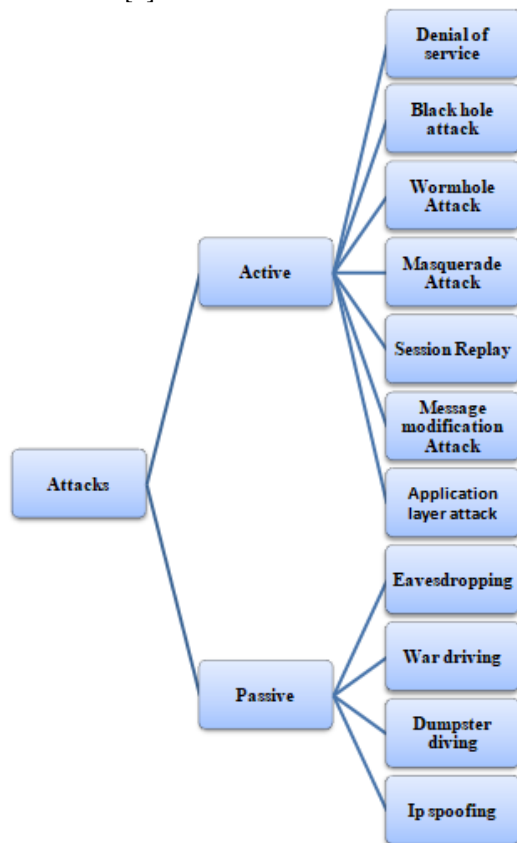 Denial of
service
Black hole
attack
Wormhole
Attack
Active
Masquerade
Attack
Session Replay
Message
modification
Attack
Attacks
Application
layer attack
Eavesdropping
War driving
Passive
Dumpster
diving
Ip spoofing